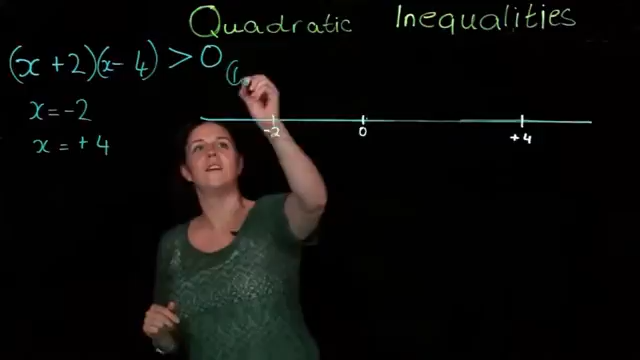 Quadratic Inequalities
(x + 2)(x - 4) > 0
x = -2
x = +4
-2 0 +4